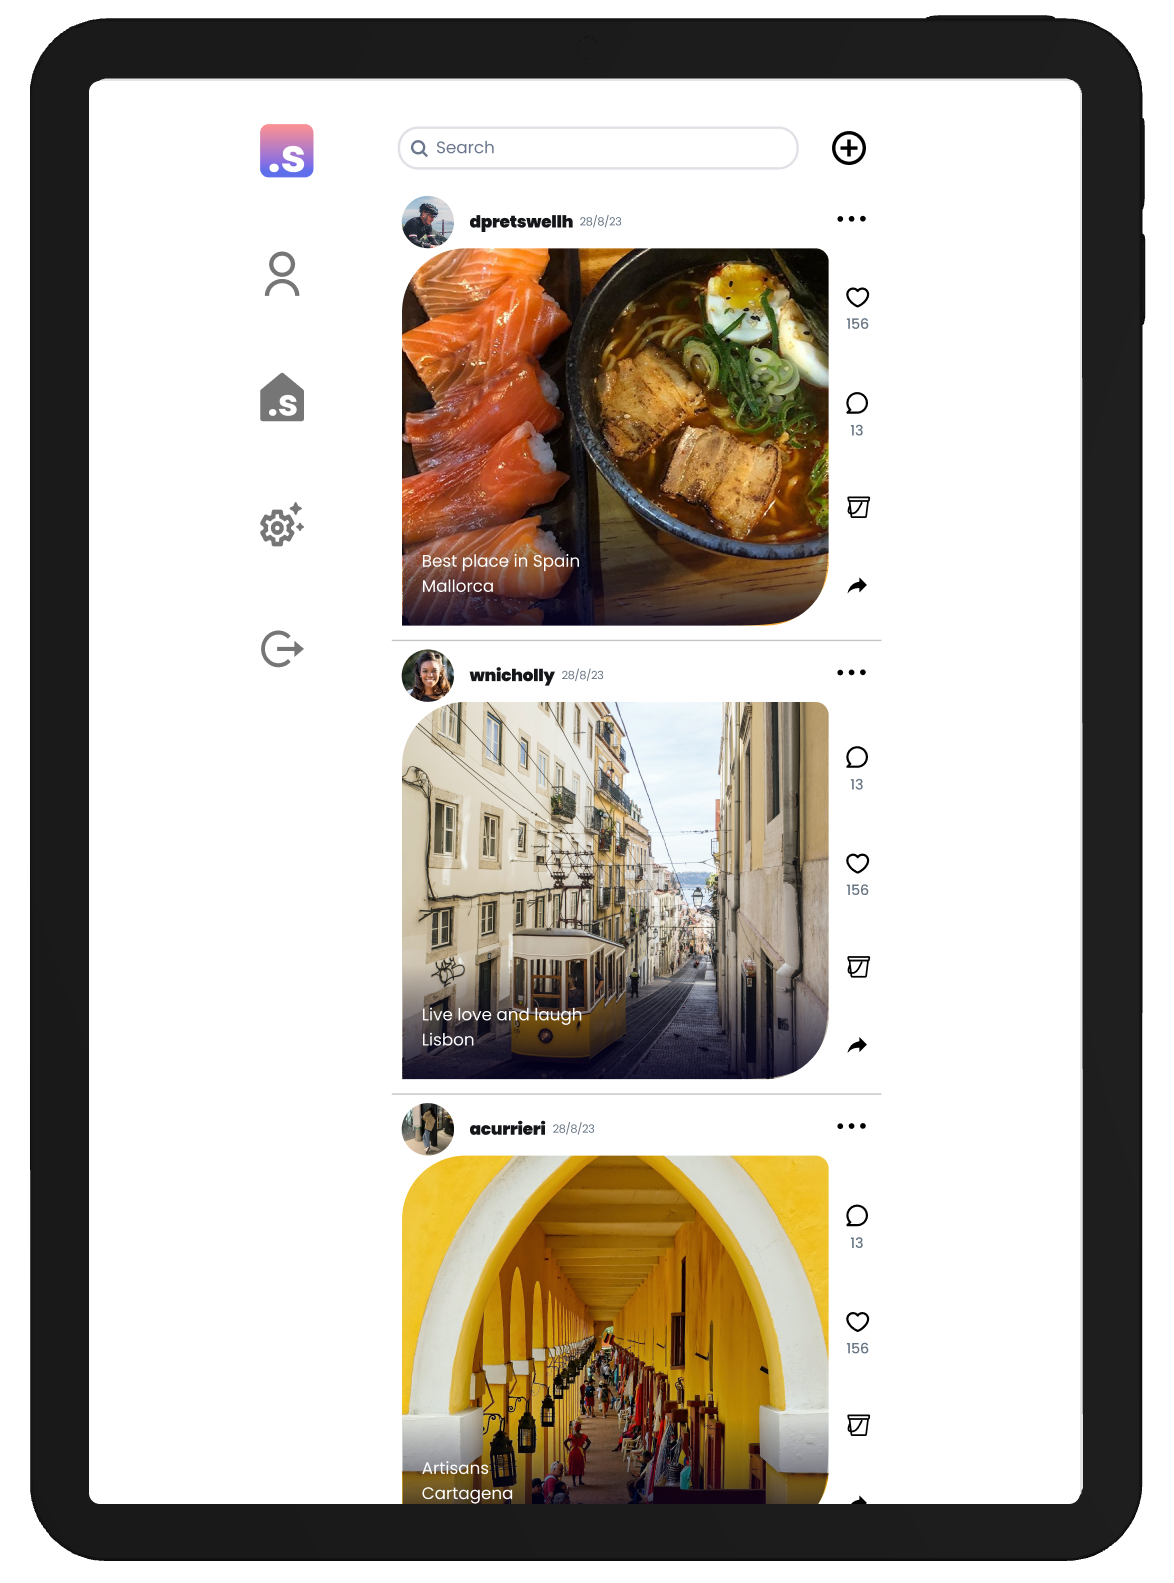 .s
Search
dpretswellh 28/8/23
156
13
Best place in Spain
Mallorca
.s
wnicholly 28/8/23
13
156
Live love and laugh
Lisbon
acurrieri 28/8/23
13
156
Artisans
Cartagena